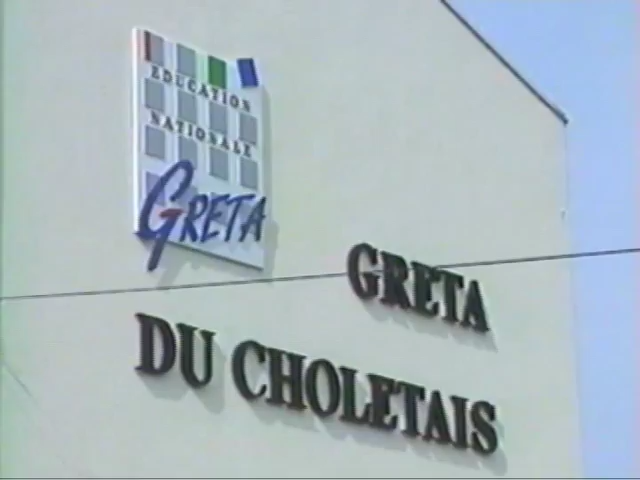 EDUCATION
NATIONALE
GRETA
GRETA
DU CHOLETAIS